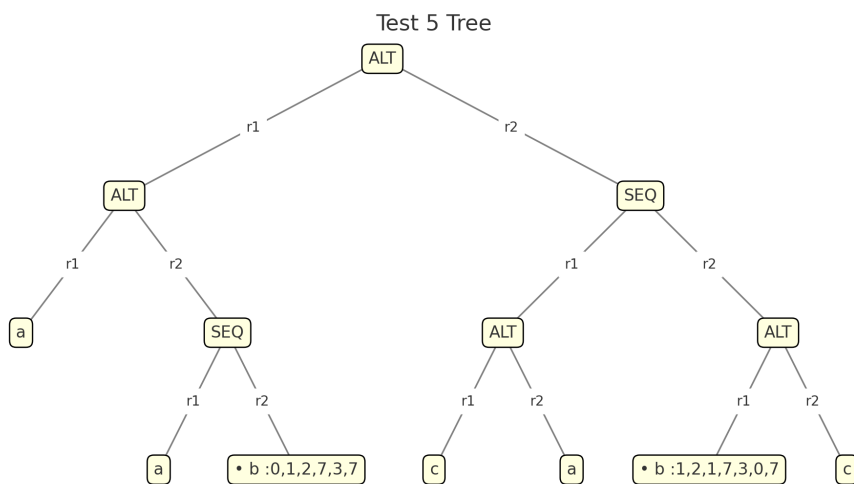 Test 5 Tree
ALT
r1 r2
ALT SEQ
r1 r2 r1 r2
a SEQ ALT ALT
r1 r2 r1 r2 r1 r2
a • b :0,1,2,7,3,7 c a • b :1,2,1,7,3,0,7 c